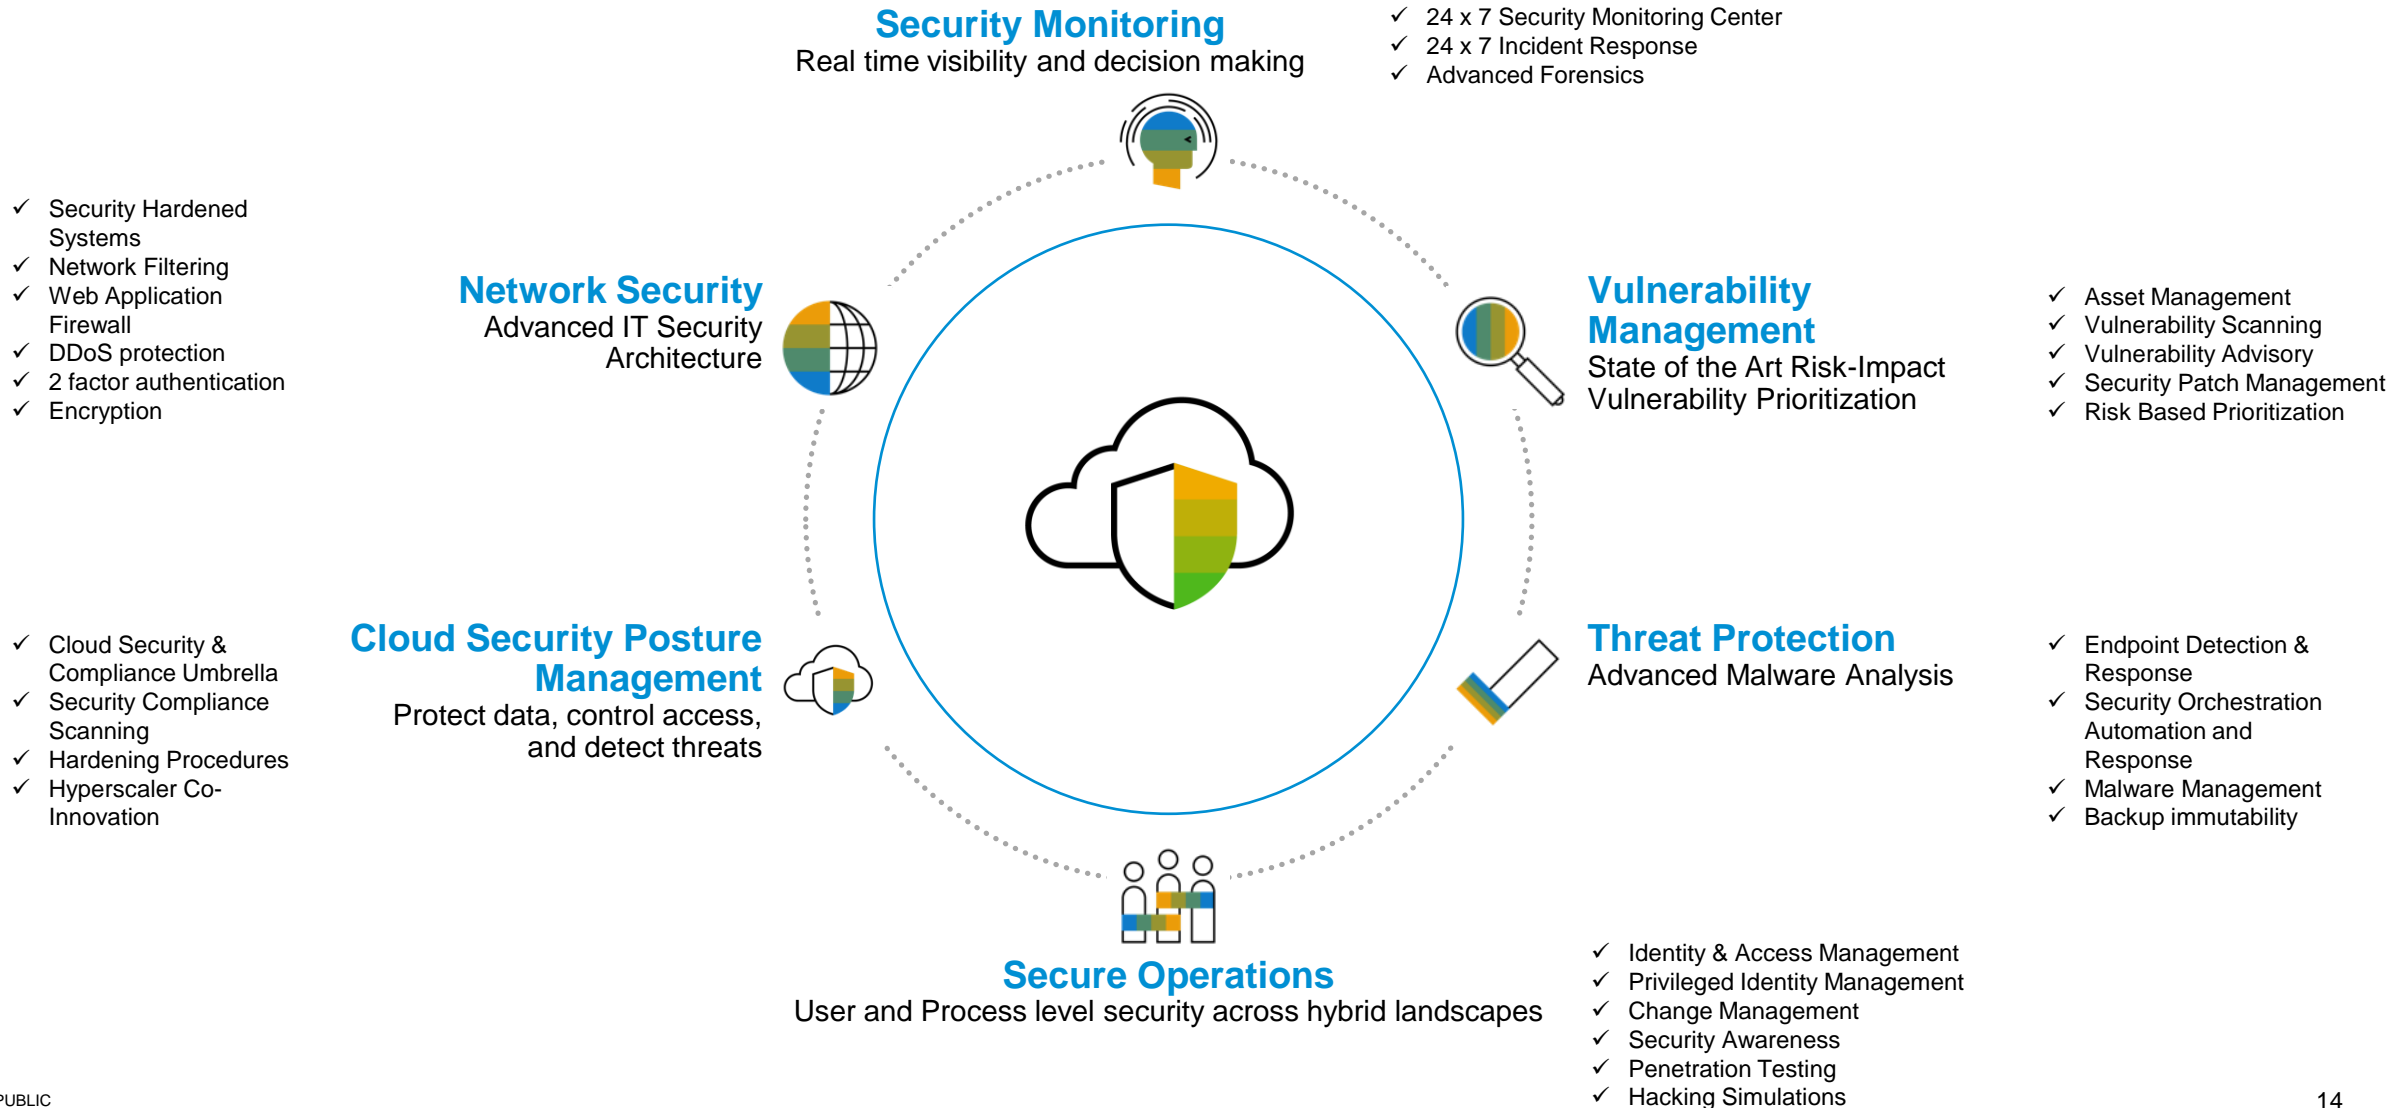 Security Monitoring
Real time visibility and decision making
✓ 24 x 7 Security Monitoring Center
✓ 24 x 7 Incident Response
✓ Advanced Forensics
✓ Security Hardened
Systems
✓ Network Filtering
✓ Web Application
Firewall
✓ DDoS protection
✓ 2 factor authentication
✓ Encryption
Network Security
Advanced IT Security
Architecture
Vulnerability
Management
State of the Art Risk-Impact
Vulnerability Prioritization
✓ Asset Management
✓ Vulnerability Scanning
✓ Vulnerability Advisory
✓ Security Patch Management
✓ Risk Based Prioritization
✓ Cloud Security &
Compliance Umbrella
✓ Security Compliance
Scanning
✓ Hardening Procedures
✓ Hyperscaler Co-
Innovation
Cloud Security Posture
Management
Protect data, control access,
and detect threats
Threat Protection
Advanced Malware Analysis
✓ Endpoint Detection &
Response
✓ Security Orchestration
Automation and
Response
✓ Malware Management
✓ Backup immutability
Secure Operations
User and Process level security across hybrid landscapes
✓ Identity & Access Management
✓ Privileged Identity Management
✓ Change Management
✓ Security Awareness
✓ Penetration Testing
✓ Hacking Simulations
PUBLIC
14